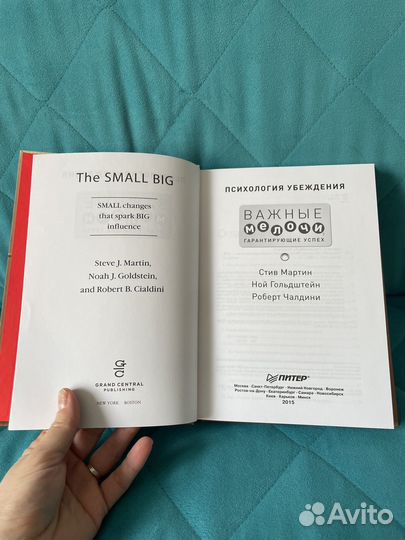 The SMALL BIG
SMALL changes
that spark BIG
influence
Steve J. Martin,
Noah J. Goldstein,
and Robert B. Cialdini
GRAND CENTRAL
PUBLISHING
NEW YORK BOSTON
ПСИХОЛОГИЯ УБЕЖДЕНИЯ
ВАЖНЫЕ
мелочи
ГАРАНТИРУЮЩИЕ УСПЕХ
Стив Мартин
Ной Гольдштейн
Роберт Чалдини
ПИТЕР
Москва · Санкт-Петербург · Нижний Новгород · Воронеж
Ростов-на-Дону · Екатеринбург · Самара · Новосибирск
Киев · Харьков · Минск
2015
Avito